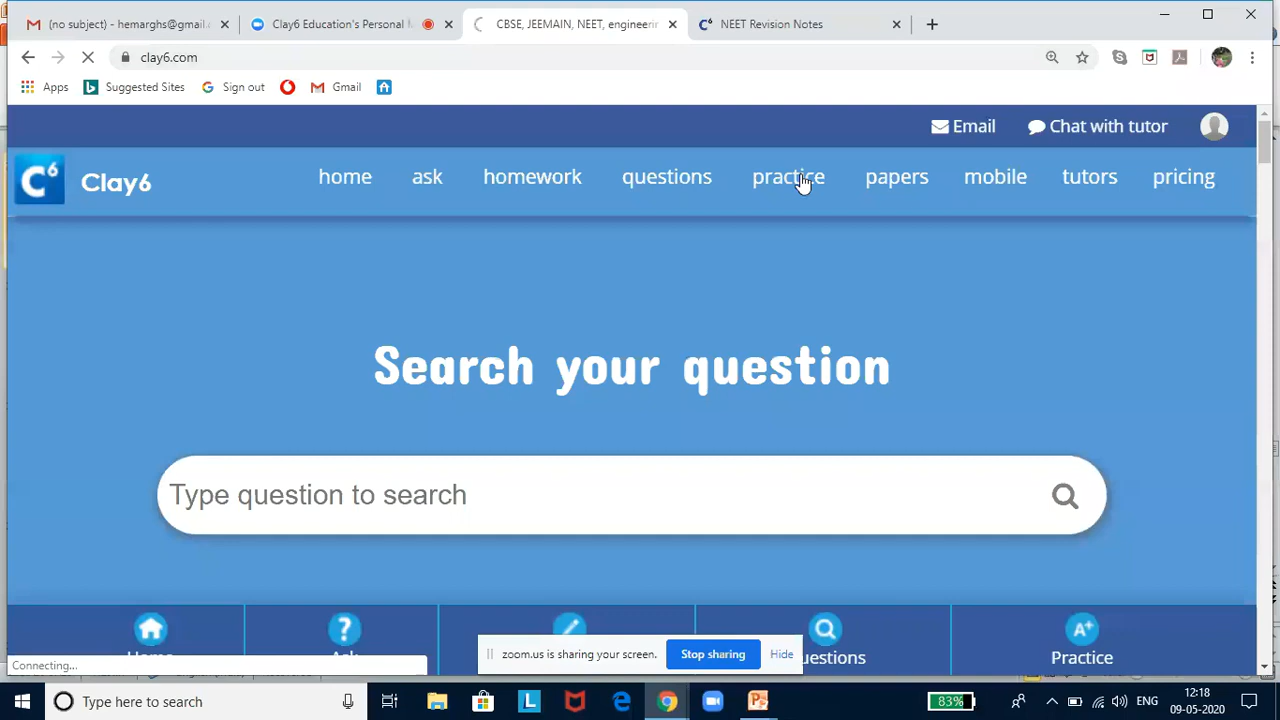 (no subject) - hemarghs@gmail.
Clay6 Education's Personal M
CBSE, JEEMAIN, NEET, engineerin
NEET Revision Notes
clay6.com
Apps
Suggested Sites
Sign out
Gmail
Email
Chat with tutor
C6
Clay6
home
ask
homework
questions
practice
papers
mobile
tutors
pricing
Search your question
Type question to search
Practice
zoom.us is sharing your screen.
Stop sharing
Hide
Connecting...
Type here to search
83%
ENG
12:18
09-05-2020